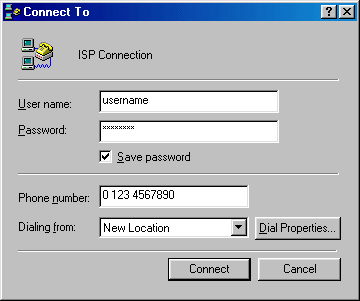 Connect To
ISP Connection
User name: username
Password: xxxxxxxx
Save password
Phone number: 0 123 4567890
Dialing from: New Location Dial Properties...
Connect Cancel